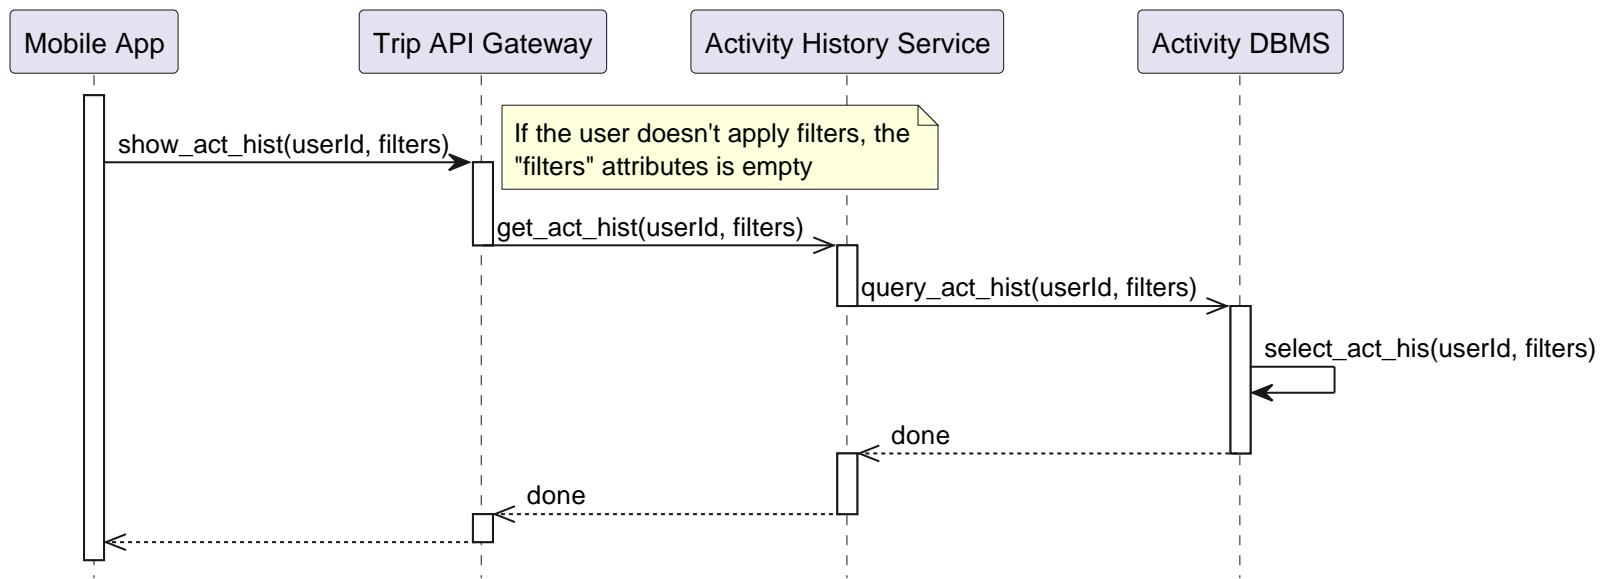 Mobile App
Trip API Gateway
Activity History Service
Activity DBMS
If the user doesn't apply filters, the
"filters" attributes is empty
show_act_hist(userId, filters)
get_act_hist(userId, filters)
query_act_hist(userId, filters)
select_act_his(userId, filters)
done
done